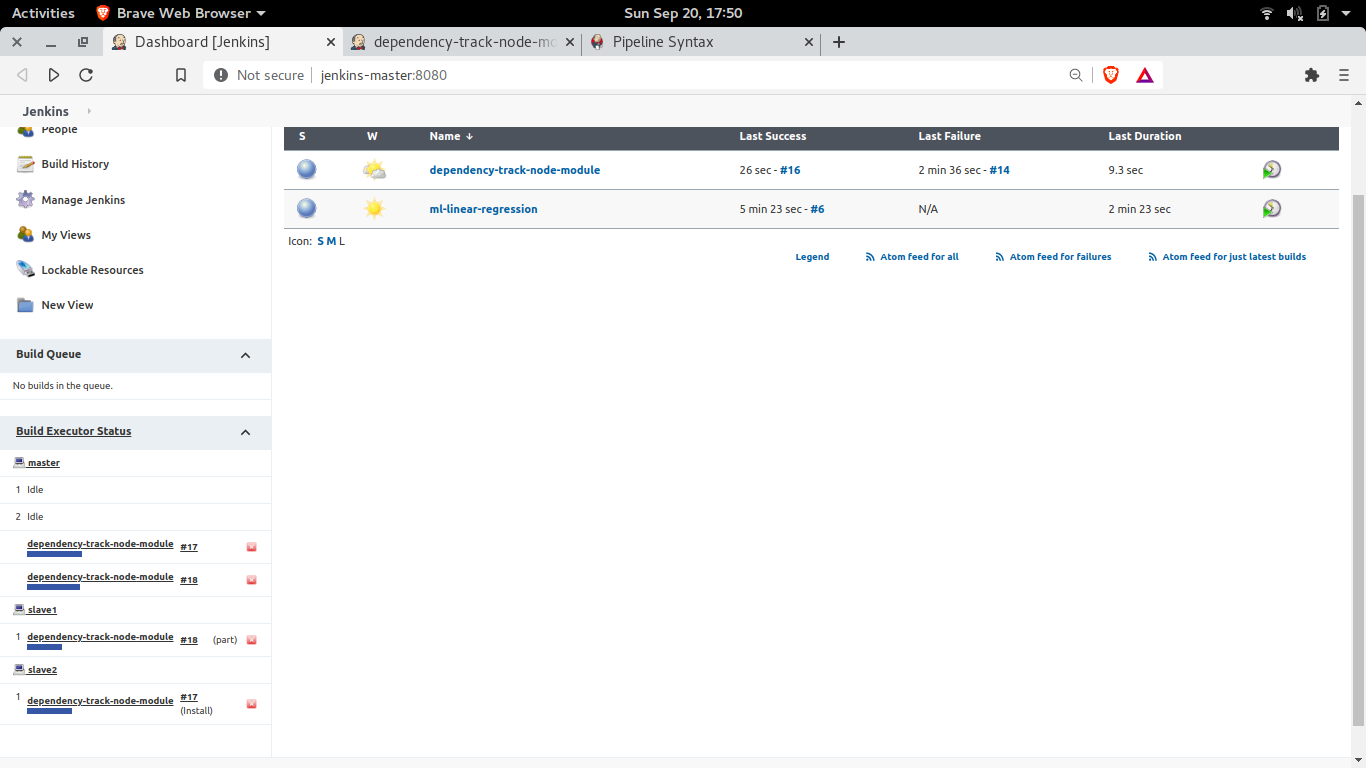 Activities Brave Web Browser Sun Sep 20, 17:50
Dashboard [Jenkins] dependency-track-node-mo Pipeline Syntax
Not secure jenkins-master:8080
Jenkins
People
Build History
Manage Jenkins
My Views
Lockable Resources
New View
Build Queue
No builds in the queue.
Build Executor Status
master
1 Idle
2 Idle
dependency-track-node-module #17
dependency-track-node-module #18
slave1
1 dependency-track-node-module #18 (part)
slave2
1 dependency-track-node-module #17
(Install)
S W Name ↓ Last Success Last Failure Last Duration
dependency-track-node-module 26 sec - #16 2 min 36 sec - #14 9.3 sec
ml-linear-regression 5 min 23 sec - #6 N/A 2 min 23 sec
Icon: S M L
Legend Atom feed for all Atom feed for failures Atom feed for just latest builds